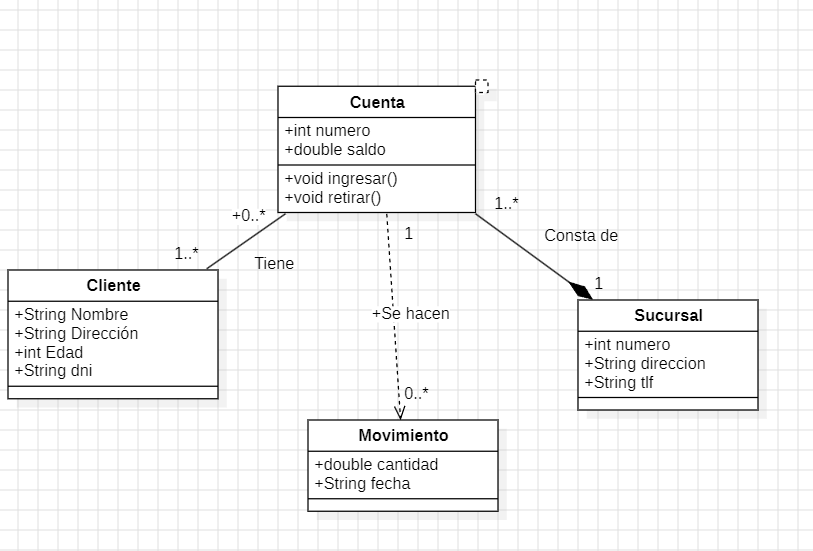 Cuenta
+int numero
+double saldo
+void ingresar()
+void retirar()
+0..*
1..*
Tiene
1
1..*
Consta de
1
Cliente
+String Nombre
+String Dirección
+int Edad
+String dni
+Se hacen
0..*
Sucursal
+int numero
+String direccion
+String tlf
Movimiento
+double cantidad
+String fecha